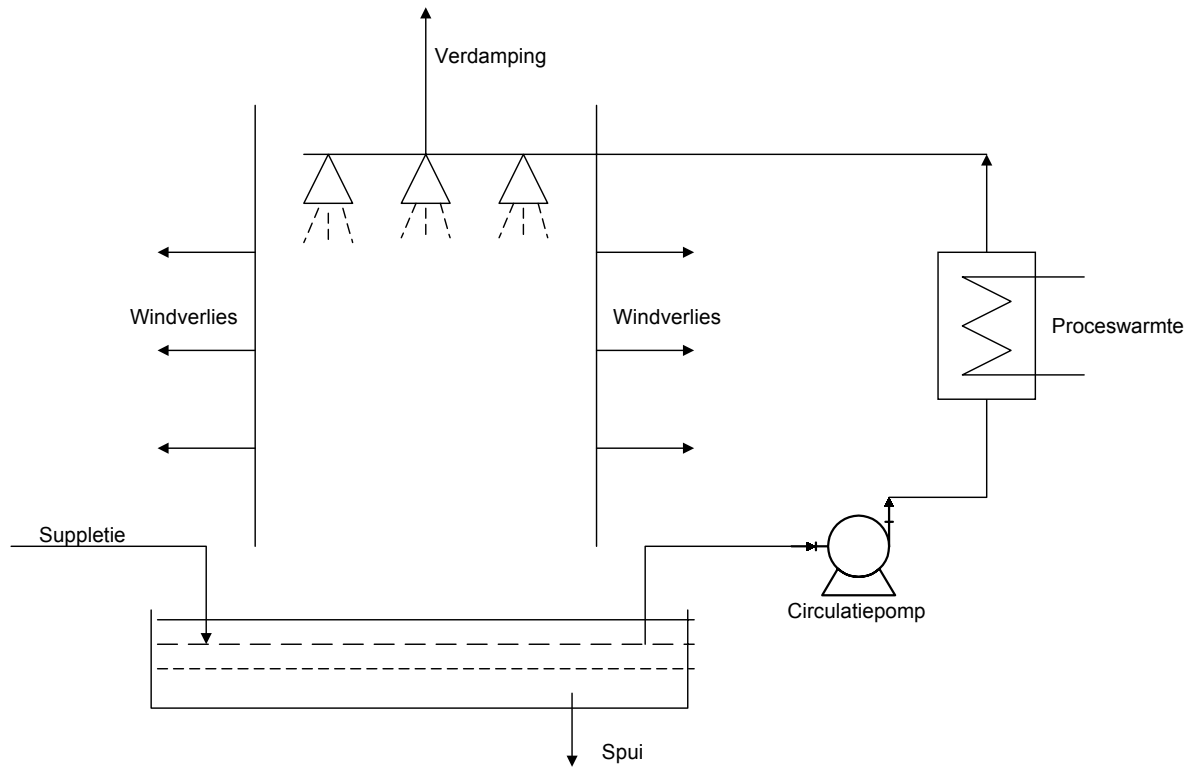 Verdamping
Windverlies
Windverlies
Proceswarmte
Suppletie
Circulatiepomp
Spui